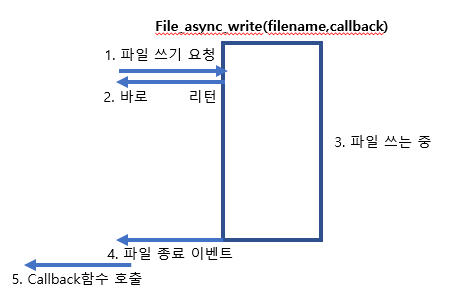 File_async_write(filename,callback)
1. 파일 쓰기 요청
2. 바로 리턴
3. 파일 쓰는 중
4. 파일 종료 이벤트
5. Callback함수 호출